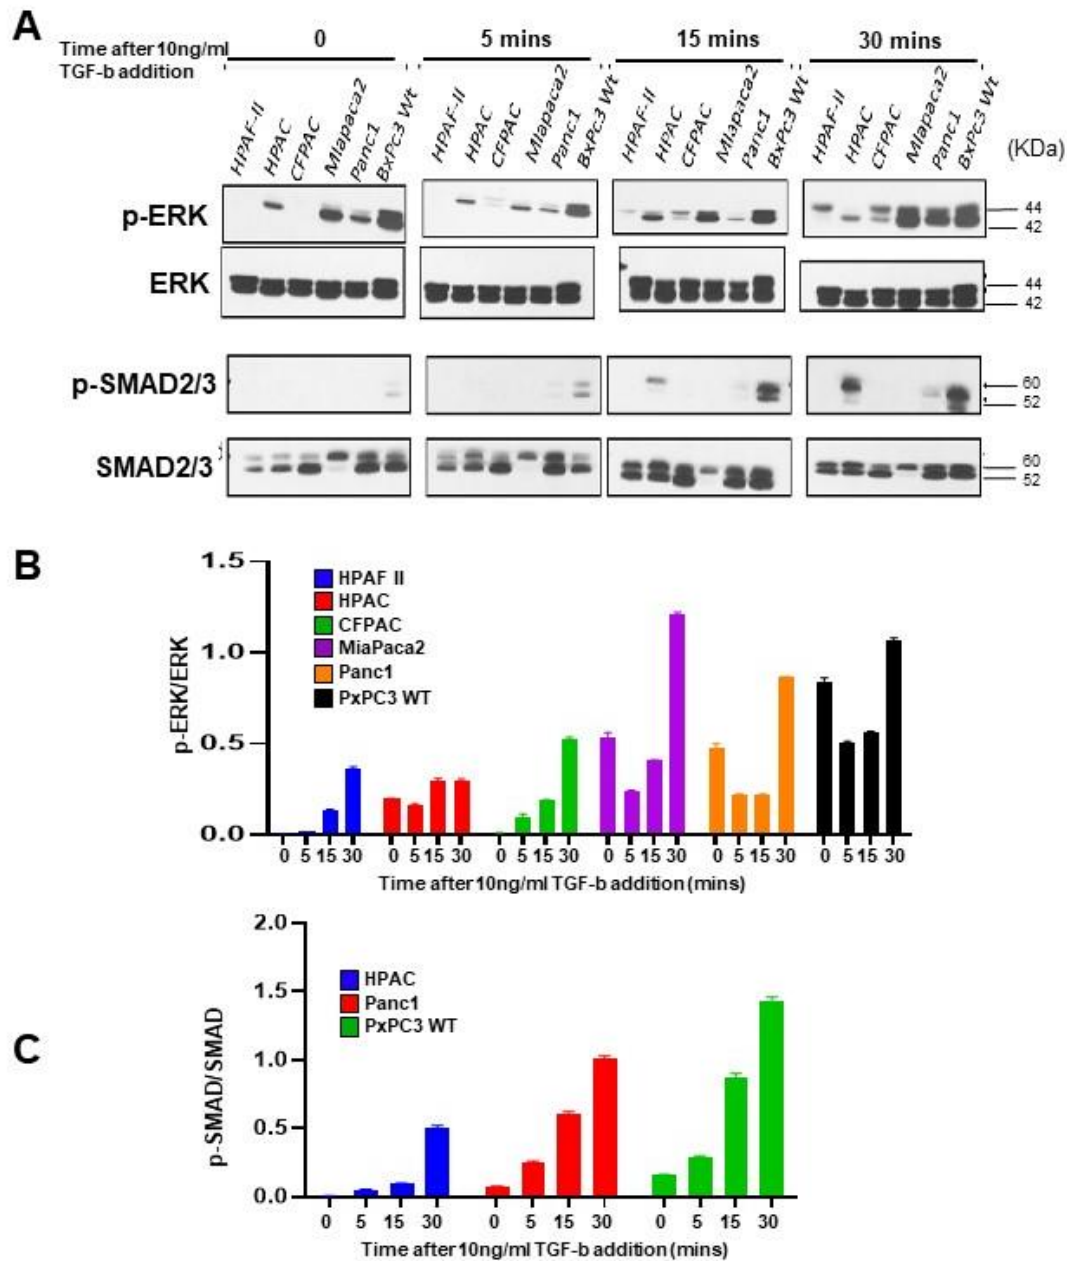 A
Time after 10ng/ml
TGF-b addition
0 5 mins 15 mins 30 mins
HPAF-II HPAC CFPAC MIapaca2 Panc1 BxPc3 Wt HPAF-II HPAC CFPAC MIapaca2 Panc1 BxPc3 Wt HPAF-II HPAC CFPAC MIapaca2 Panc1 BxPc3 Wt HPAF-II HPAC CFPAC MIapaca2 Panc1 BxPc3 Wt
(KDa)
p-ERK 44
42
ERK 44
42
p-SMAD2/3 60
52
SMAD2/3 60
52
B
p-ERK/ERK
1.5
1.0
0.5
0.0
HPAF II
HPAC
CFPAC
MiaPaca2
Panc1
PxPC3 WT
0 5 15 30 0 5 15 30 0 5 15 30 0 5 15 30 0 5 15 30 0 5 15 30
Time after 10ng/ml TGF-b addition (mins)
C
p-SMAD/SMAD
2.0
1.5
1.0
0.5
0.0
HPAC
Panc1
PxPC3 WT
0 5 15 30 0 5 15 30 0 5 15 30
Time after 10ng/ml TGF-b addition (mins)